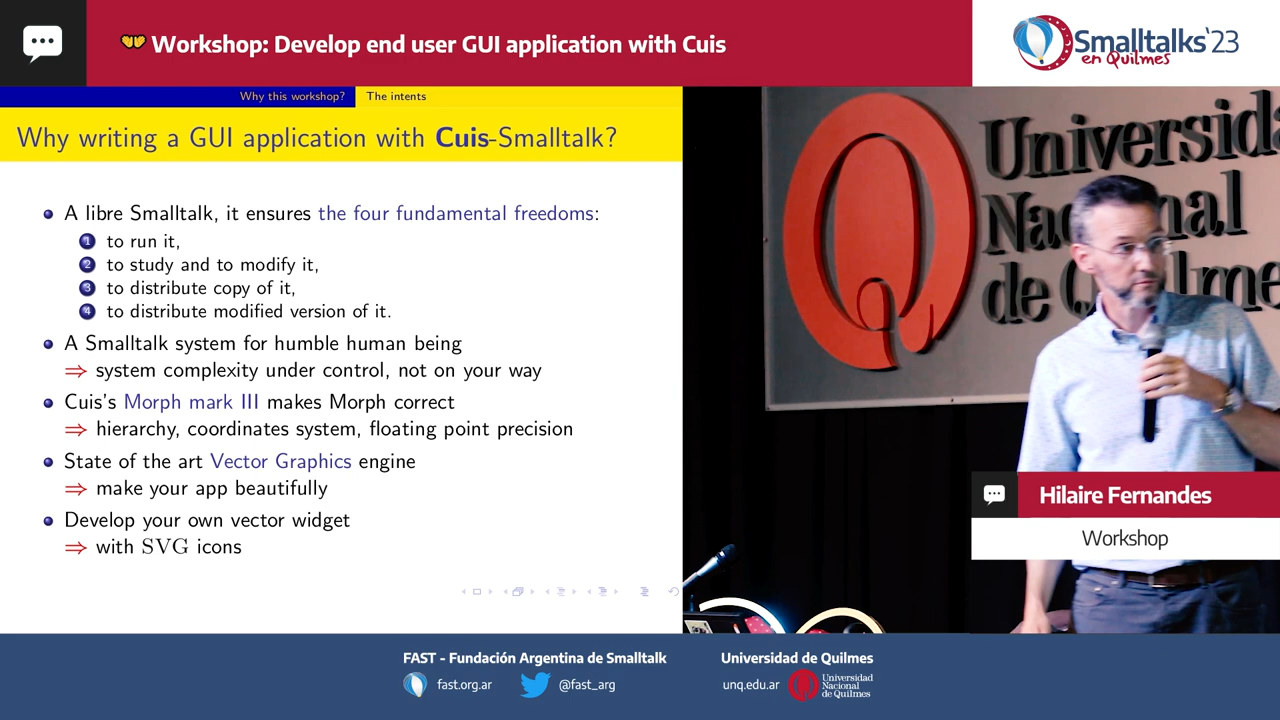 Workshop: Develop end user GUI application with Cuis
Smalltalks'23
en Quilmes
Why this workshop?
The intents
Why writing a GUI application with Cuis-Smalltalk?
A libre Smalltalk, it ensures the four fundamental freedoms:
1 to run it,
2 to study and to modify it,
3 to distribute copy of it,
4 to distribute modified version of it.
A Smalltalk system for humble human being
⇒ system complexity under control, not on your way
Cuis's Morph mark III makes Morph correct
⇒ hierarchy, coordinates system, floating point precision
State of the art Vector Graphics engine
⇒ make your app beautifully
Develop your own vector widget
⇒ with SVG icons
Universida
Na nal
de Q lme
Hilaire Fernandes
Workshop
FAST - Fundación Argentina de Smalltalk
fast.org.ar
@fast_arg
Universidad de Quilmes
unq.edu.ar
Universidad
Nacional
de Quilmes